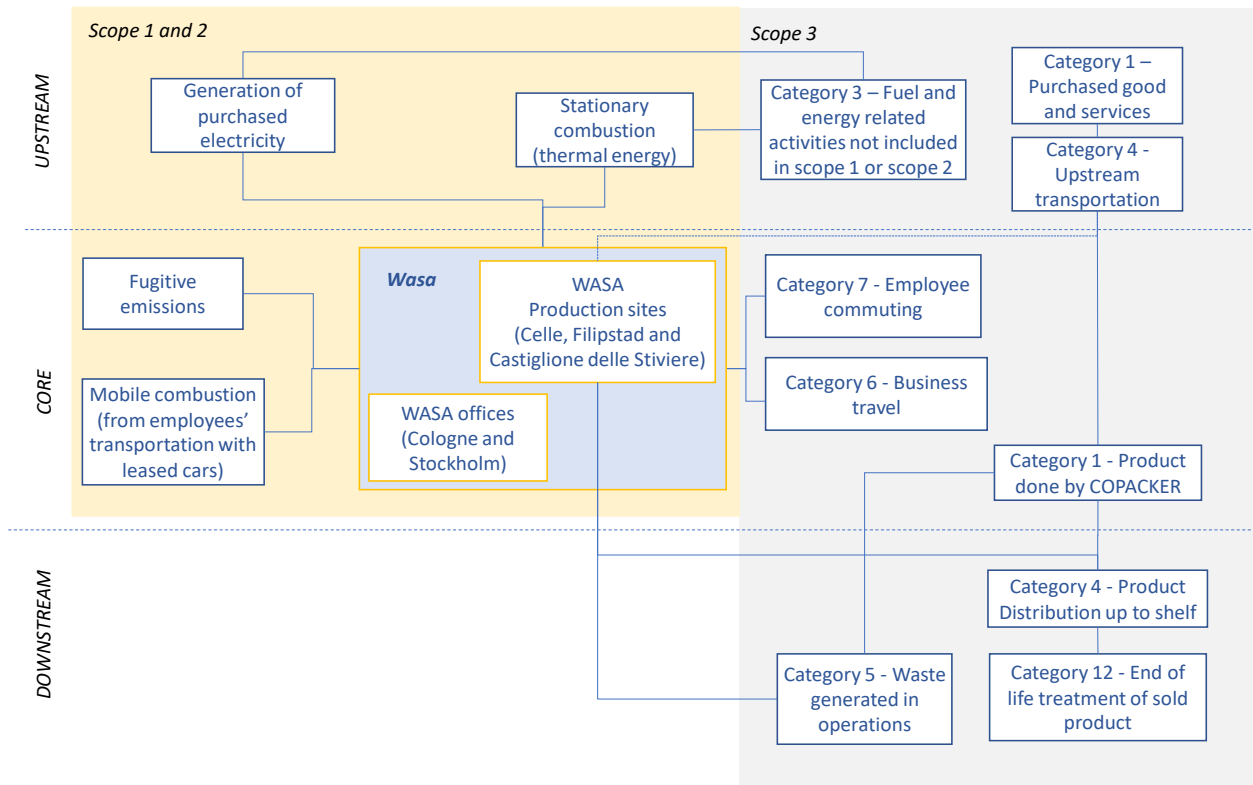 Scope 1 and 2
Scope 3
UPSTREAM
Generation of
purchased
electricity
Stationary
combustion
(thermal energy)
Category 3 – Fuel and
energy related
activities not included
in scope 1 or scope 2
Category 1 –
Purchased good
and services
Category 4 -
Upstream
transportation
CORE
Fugitive
emissions
Mobile combustion
(from employees'
transportation with
leased cars)
Wasa
WASA
Production sites
(Celle, Filipstad and
Castiglione delle Stiviere)
WASA offices
(Cologne and
Stockholm)
Category 7 - Employee
commuting
Category 6 - Business
travel
Category 1 - Product
done by COPACKER
DOWNSTREAM
Category 4 - Product
Distribution up to shelf
Category 5 - Waste
generated in
operations
Category 12 - End of
life treatment of sold
product